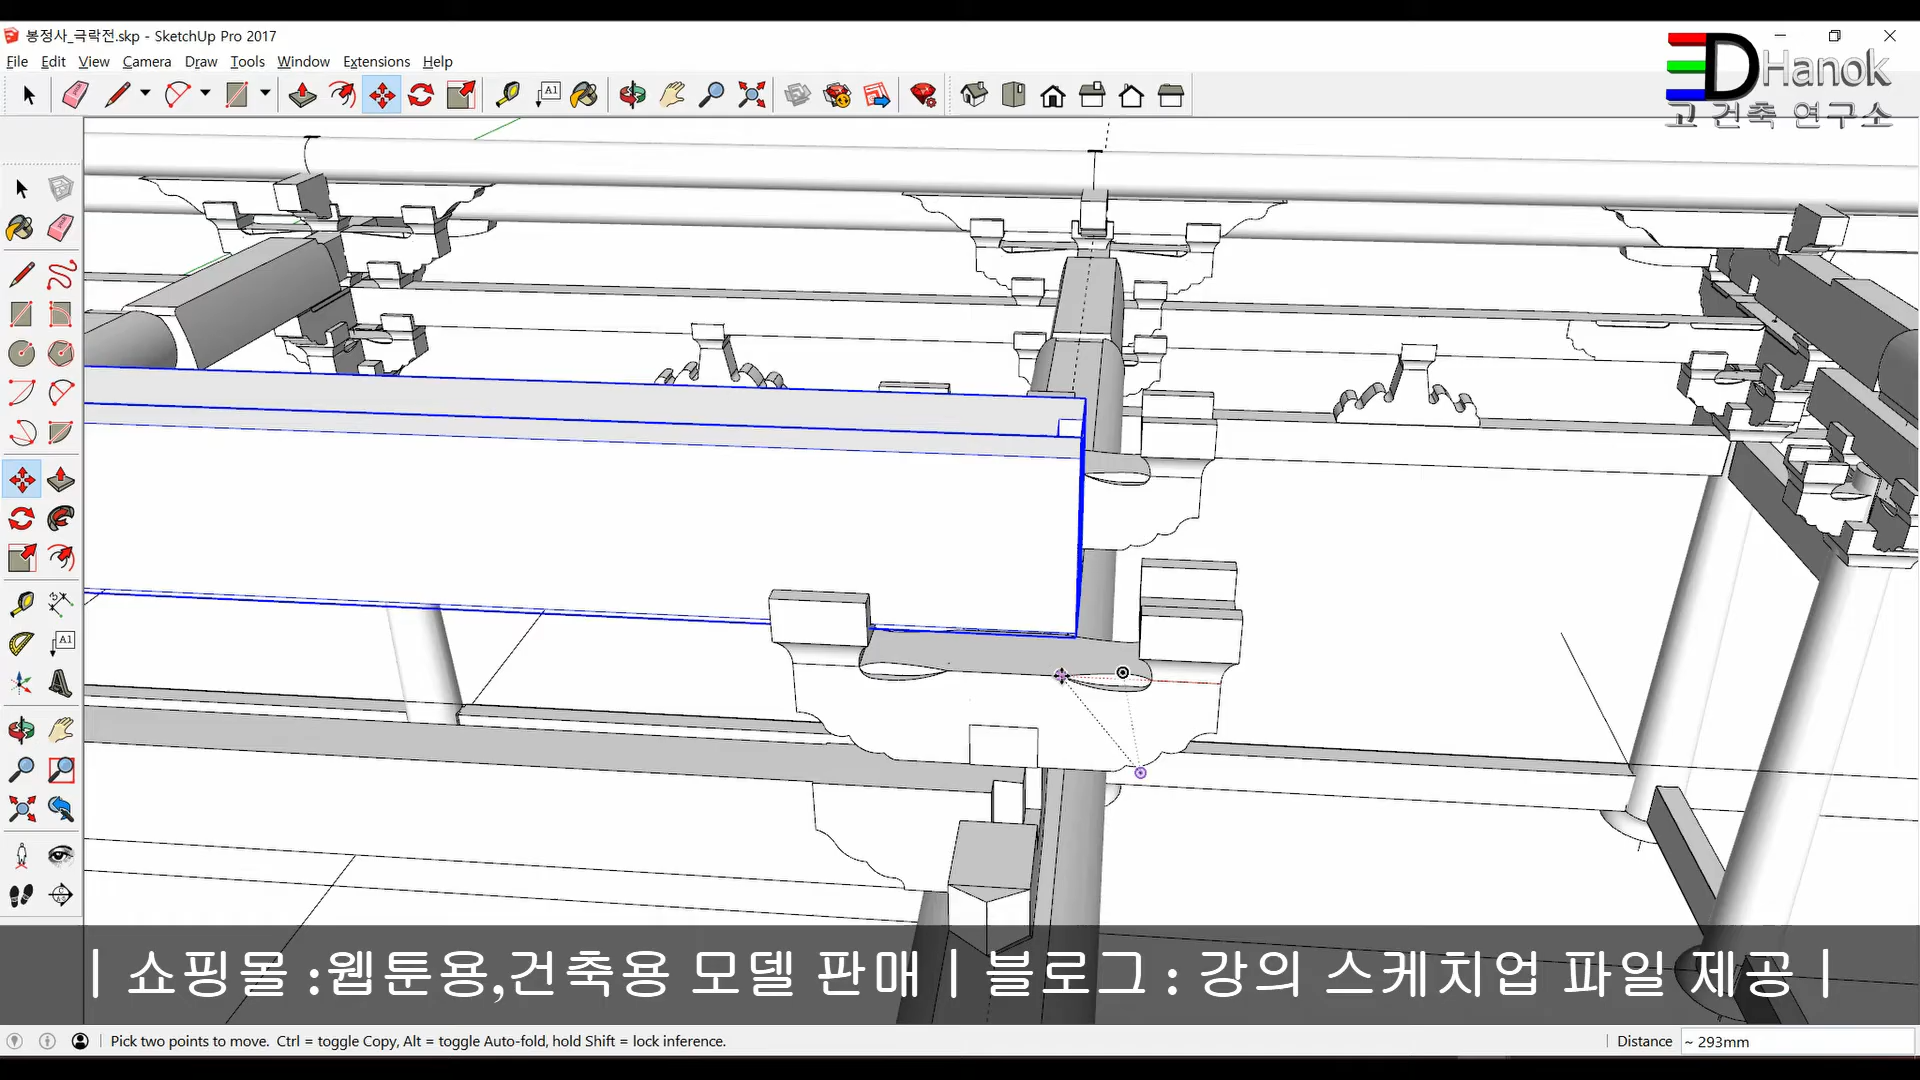 봉정사_극락전.skp - SketchUp Pro 2017
File Edit View Camera Draw Tools Window Extensions Help
A1
3DHanok
고 건축 연구소
A1
| 쇼핑몰 :웹툰용,건축용 모델 판매 | 블로그 : 강의 스케치업 파일 제공 |
Pick two points to move. Ctrl = toggle Copy, Alt = toggle Auto-fold, hold Shift = lock inference.
Distance ~ 293mm